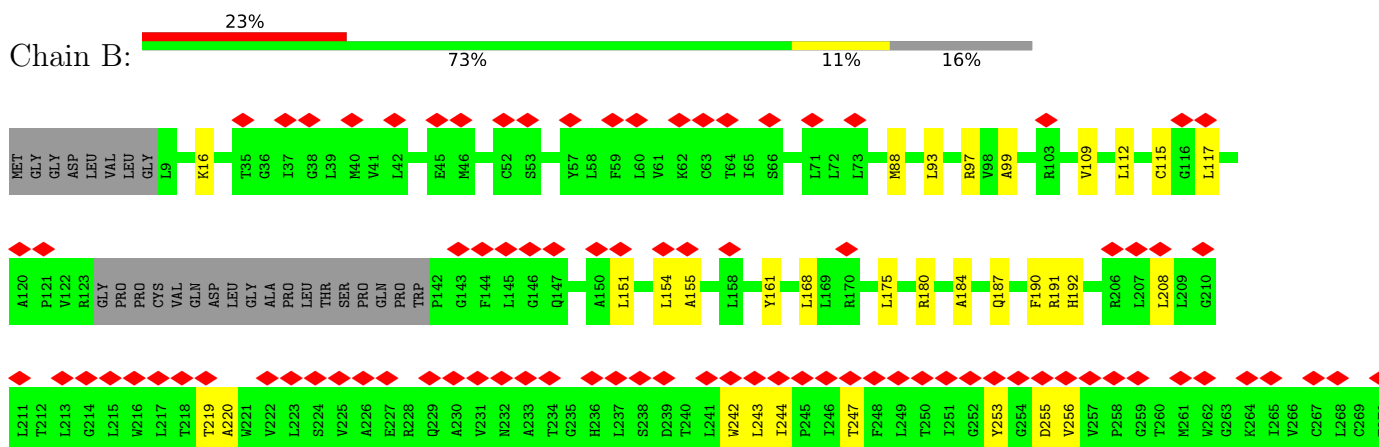 23%
Chain B:
73% 11% 16%
MET GLY GLY ASP LEU VAL LEU GLY L9 K16 T35 G36 I37 G38 L39 M40 V41 L42 E45 M46 C52 S53 Y57 L58 F59 L60 V61 K62 C63 T64 I65 S66 L71 L72 L73 M88 L93 R97 V98 A99 R103 V109 L112 C115 G116 L117
A120 P121 V122 R123 GLY PRO PRO CYS VAL GLN ASP LEU GLY ALA PRO LEU THR SER PRO GLN PRO TRP P142 G143 F144 L145 G146 Q147 A150 L151 L154 A155 L158 Y161 L168 L169 R170 L175 R180 A184 Q187 F190 R191 H192 R206 L207 L208 L209 G210
L211 T212 L213 G214 L215 W216 L217 T218 T219 A220 W221 V222 L223 S224 V225 A226 E227 R228 Q229 A230 V231 N232 A233 T234 G235 H236 L237 S238 D239 T240 L241 W242 L243 I244 P245 I246 T247 F248 L249 T250 I251 G252 Y253 G254 D255 V256 V257 P258 G259 T260 M261 W262 G263 K264 I265 V266 C267 L268 C269